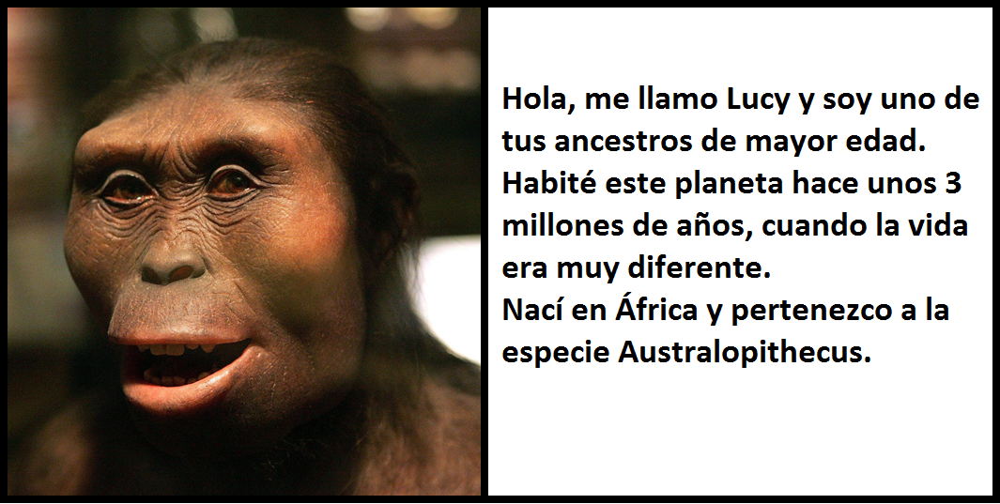 Hola, me llamo Lucy y soy uno de
tus ancestros de mayor edad.
Habité este planeta hace unos 3
millones de años, cuando la vida
era muy diferente.
Nací en África y pertenezco a la
especie Australopithecus.